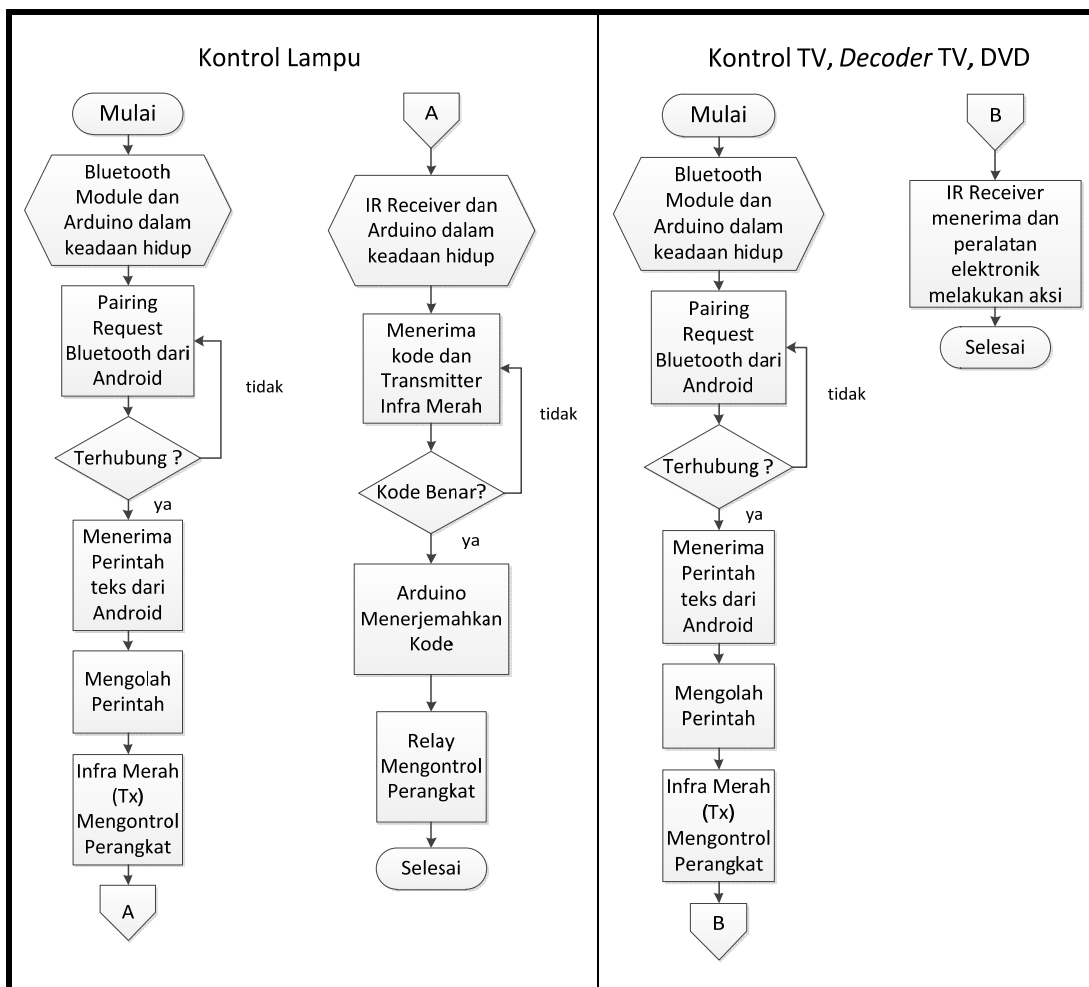 Kontrol Lampu
Mulai
Bluetooth
Module dan
Arduino dalam
keadaan hidup
Pairing
Request
Bluetooth dari
Android
tidak
Terhubung ?
ya
Menerima
Perintah
teks dari
Android
Mengolah
Perintah
Infra Merah
(Tx)
Mengontrol
Perangkat
A
A
IR Receiver dan
Arduino dalam
keadaan hidup
Menerima
kode dan
Transmitter
Infra Merah
tidak
Kode Benar?
ya
Arduino
Menerjemahkan
Kode
Relay
Mengontrol
Perangkat
Selesai
Kontrol TV, Decoder TV, DVD
Mulai
Bluetooth
Module dan
Arduino dalam
keadaan hidup
Pairing
Request
Bluetooth dari
Android
tidak
Terhubung ?
ya
Menerima
Perintah
teks dari
Android
Mengolah
Perintah
Infra Merah
(Tx)
Mengontrol
Perangkat
B
B
IR Receiver
menerima dan
peralatan
elektronik
melakukan aksi
Selesai